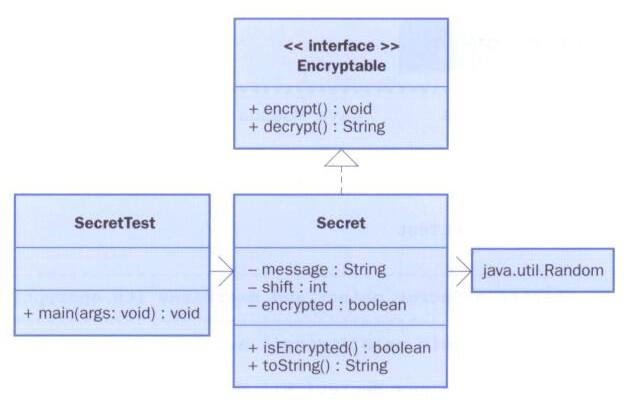 << interface >>
Encryptable
+ encrypt() : void
+ decrypt() : String
SecretTest
+ main(args: void) : void
Secret
– message : String
– shift : int
– encrypted : boolean
+ isEncrypted() : boolean
+ toString() : String
java.util.Random